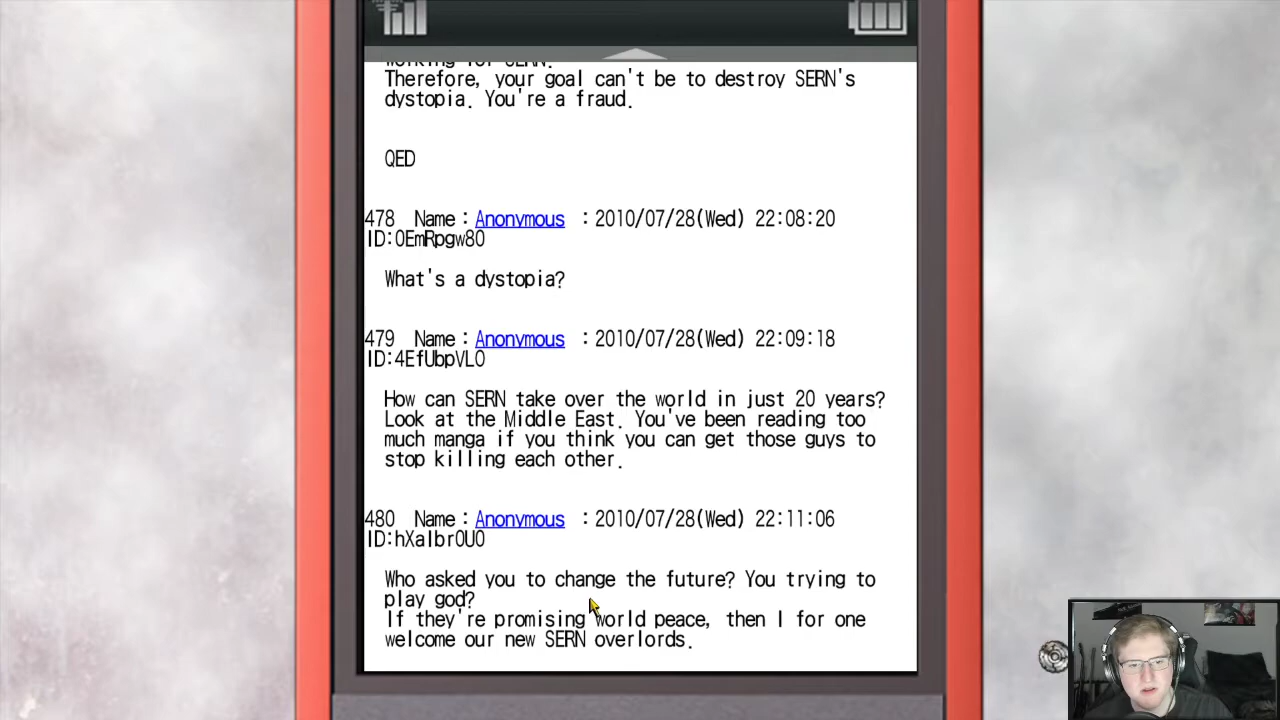 working for SERN.
Therefore, your goal can't be to destroy SERN's
dystopia. You're a fraud.
QED
478 Name：Anonymous ：2010/07/28(Wed) 22:08:20
ID:0EmRpgw80
What's a dystopia?
479 Name：Anonymous ：2010/07/28(Wed) 22:09:18
ID:4EfUbpVL0
How can SERN take over the world in just 20 years?
Look at the Middle East. You've been reading too
much manga if you think you can get those guys to
stop killing each other.
480 Name：Anonymous ：2010/07/28(Wed) 22:11:06
ID:hXaIbr0U0
Who asked you to change the future? You trying to
play god?
If they're promising world peace, then I for one
welcome our new SERN overlords.